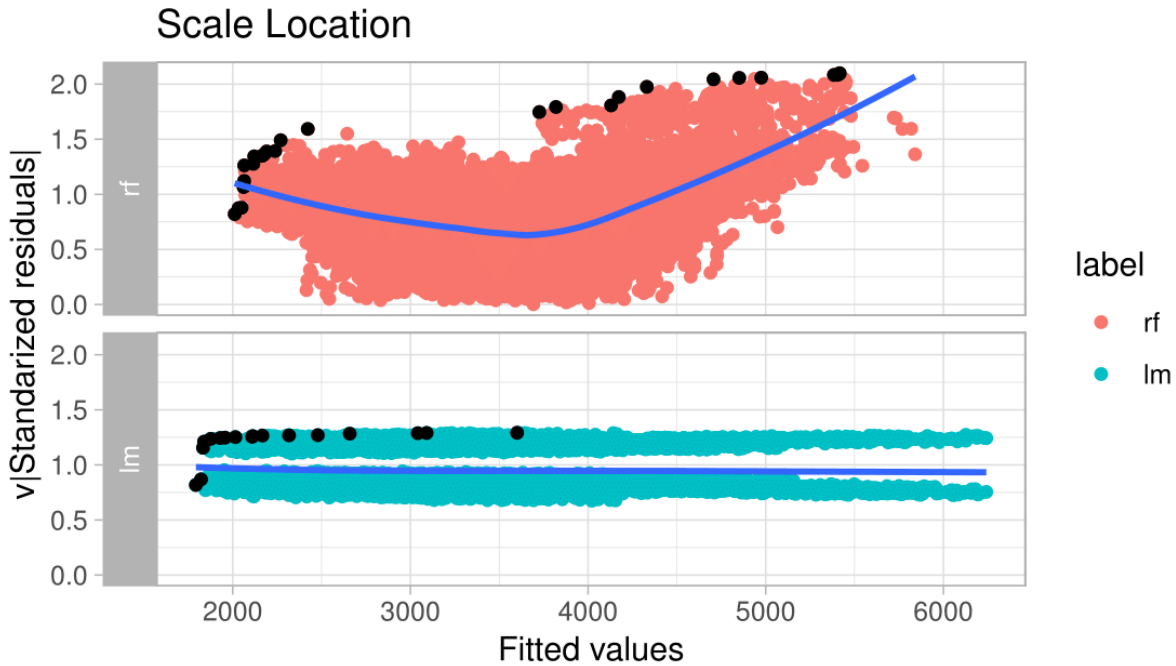 Scale Location
v|Standarized residuals|
rf
2.0
1.5
1.0
0.5
0.0
lm
2.0
1.5
1.0
0.5
0.0
2000 3000 4000 5000 6000
Fitted values
label
rf
lm